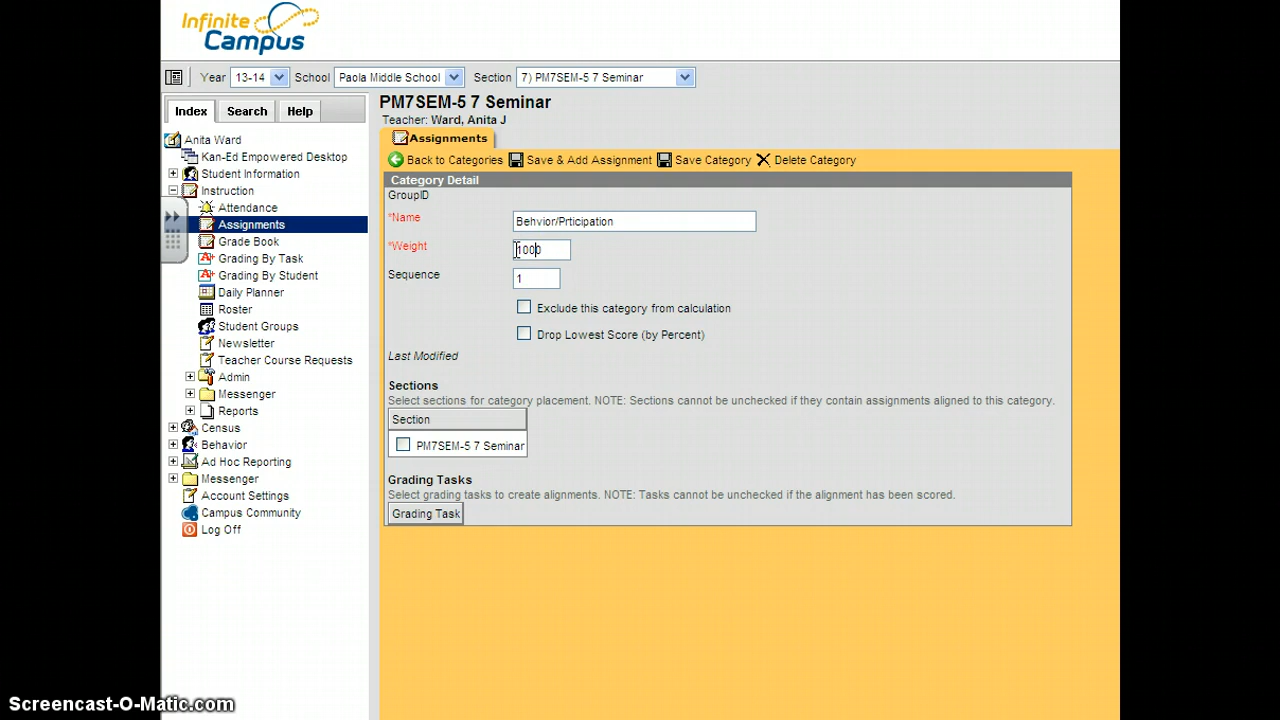 Infinite
Campus
Year 13-14 School Paola Middle School Section 7) PM7SEM-5 7 Seminar
Index Search Help
PM7SEM-5 7 Seminar
Teacher: Ward, Anita J
Assignments
Back to Categories Save & Add Assignment Save Category Delete Category
Anita Ward
Kan-Ed Empowered Desktop
Student Information
Instruction
Attendance
Assignments
Grade Book
Grading By Task
Grading By Student
Daily Planner
Roster
Student Groups
Newsletter
Teacher Course Requests
Admin
Messenger
Reports
Census
Behavior
Ad Hoc Reporting
Messenger
Account Settings
Campus Community
Log Off
Category Detail
GroupID
*Name Behvior/Prticipation
*Weight 1000
Sequence 1
Exclude this category from calculation
Drop Lowest Score (by Percent)
Last Modified
Sections
Select sections for category placement. NOTE: Sections cannot be unchecked if they contain assignments aligned to this category.
Section
PM7SEM-5 7 Seminar
Grading Tasks
Select grading tasks to create alignments. NOTE: Tasks cannot be unchecked if the alignment has been scored.
Grading Task
Screencast-O-Matic.com